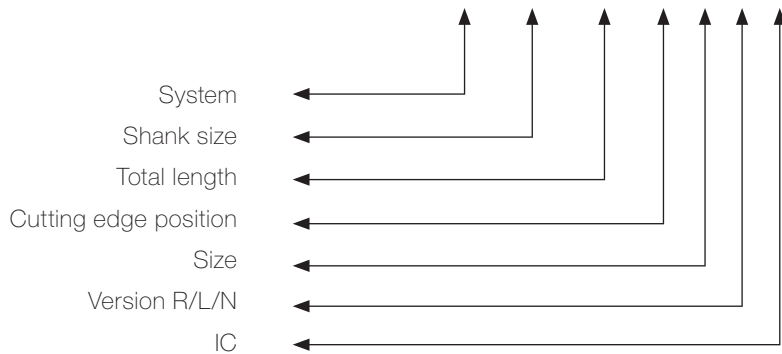 System
Shank size
Total length
Cutting edge position
Size
Version R/L/N
IC